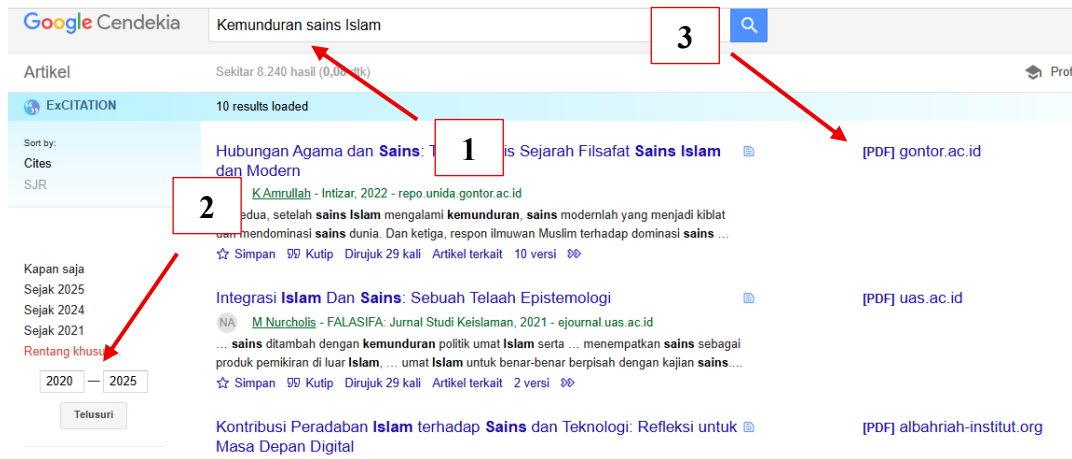 Google Cendekia
Kemunduran sains Islam
3
Artikel
Sekitar 8.240 hasil (0,06 dtk)
Prof
ExCITATION
10 results loaded
1
Sort by:
Cites
SJR
Hubungan Agama dan Sains: is Sejarah Filsafat Sains Islam
dan Modern
[PDF] gontor.ac.id
K Amrullah - Intizar, 2022 - repo.unida.gontor.ac.id
2
edua, setelah sains Islam mengalami kemunduran, sains modernlah yang menjadi kiblat
dan mendominasi sains dunia. Dan ketiga, respon ilmuwan Muslim terhadap dominasi sains ...
Simpan Kutip Dirujuk 29 kali Artikel terkait 10 versi
Kapan saja
Sejak 2025
Sejak 2024
Sejak 2021
Rentang khusus...
2020 — 2025
Telusuri
Integrasi Islam Dan Sains: Sebuah Telaah Epistemologi
[PDF] uas.ac.id
NA M Nurcholis - FALASIFA: Jurnal Studi Keislaman, 2021 - ejournal.uas.ac.id
... sains ditambah dengan kemunduran politik umat Islam serta ... menempatkan sains sebagai
produk pemikiran di luar Islam, ... umat Islam untuk benar-benar berpisah dengan kajian sains....
Simpan Kutip Dirujuk 29 kali Artikel terkait 2 versi
Kontribusi Peradaban Islam terhadap Sains dan Teknologi: Refleksi untuk
Masa Depan Digital
[PDF] albahriah-institut.org